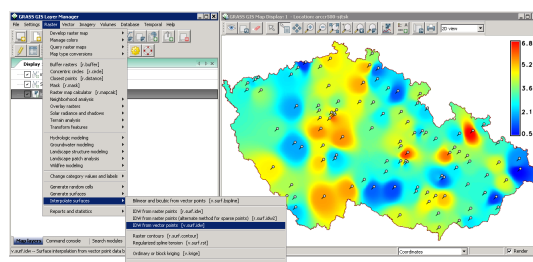 GRASS GIS Layer Manager
File Settings Raster Vector Imagery Volumes Database Temporal Help
Develop raster map
Manage colors
Query raster maps
Map type conversions
Buffer rasters [r.buffer]
Concentric circles [r.circle]
Closest points [r.distance]
Mask [r.mask]
Raster map calculator [r.mapcalc]
Neighborhood analysis
Overlay rasters
Solar radiance and shadows
Terrain analysis
Transform features
Hydrologic modeling
Groundwater modeling
Landscape structure modeling
Landscape patch analysis
Wildfire modeling
Change category values and labels
Generate random cells
Generate surfaces
Interpolate surfaces
Reports and statistics
Bilinear and bicubic from vector points [v.surf.bspline]
IDW from raster points [r.surf.idw]
IDW from raster points (alternate method for sparse points) [r.surf.idw2]
IDW from vector points [v.surf.idw]
Raster contours [r.surf.contour]
Regularized spline tension [v.surf.rst]
Ordinary or block kriging [v.krige]
Display
Map layers Command console Search modules
v.surf.idw -- Surface interpolation from vector point data b
GRASS GIS Map Display: 1 - Location:
2D view
6.8
5.2
3.6
2.1
0.5
Coordinates
Render